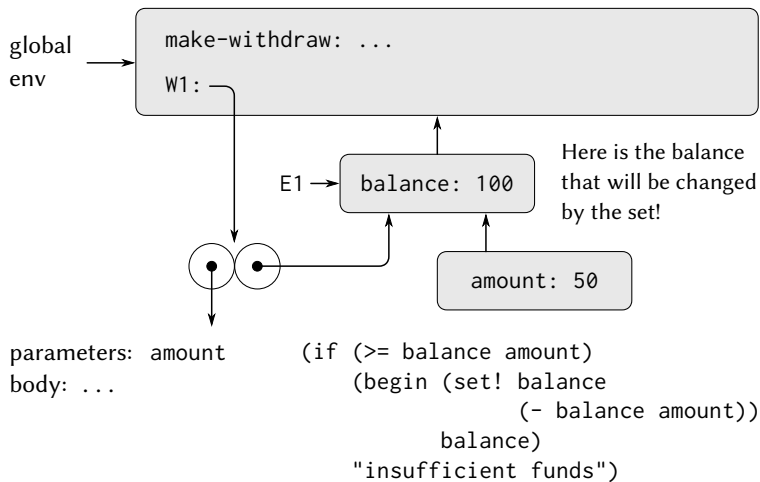 global
env
make-withdraw: ...
W1:
E1
balance: 100
Here is the balance
that will be changed
by the set!
amount: 50
parameters: amount
body: ...
(if (>= balance amount)
    (begin (set! balance
                 (- balance amount))
           balance)
    "insufficient funds")